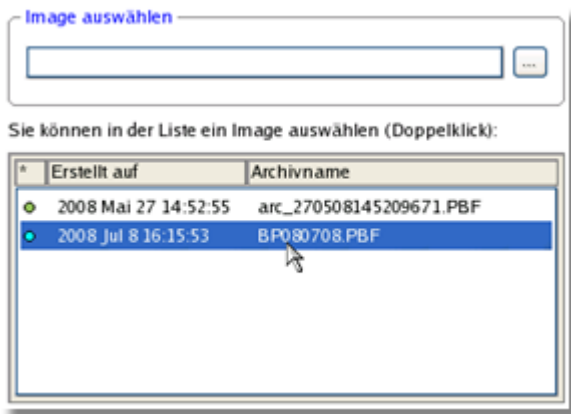 Image auswählen
...
Sie können in der Liste ein Image auswählen (Doppelklick):
* Erstellt auf Archivname
2008 Mai 27 14:52:55 arc_270508145209671.PBF
2008 Jul 8 16:15:53 BP080708.PBF